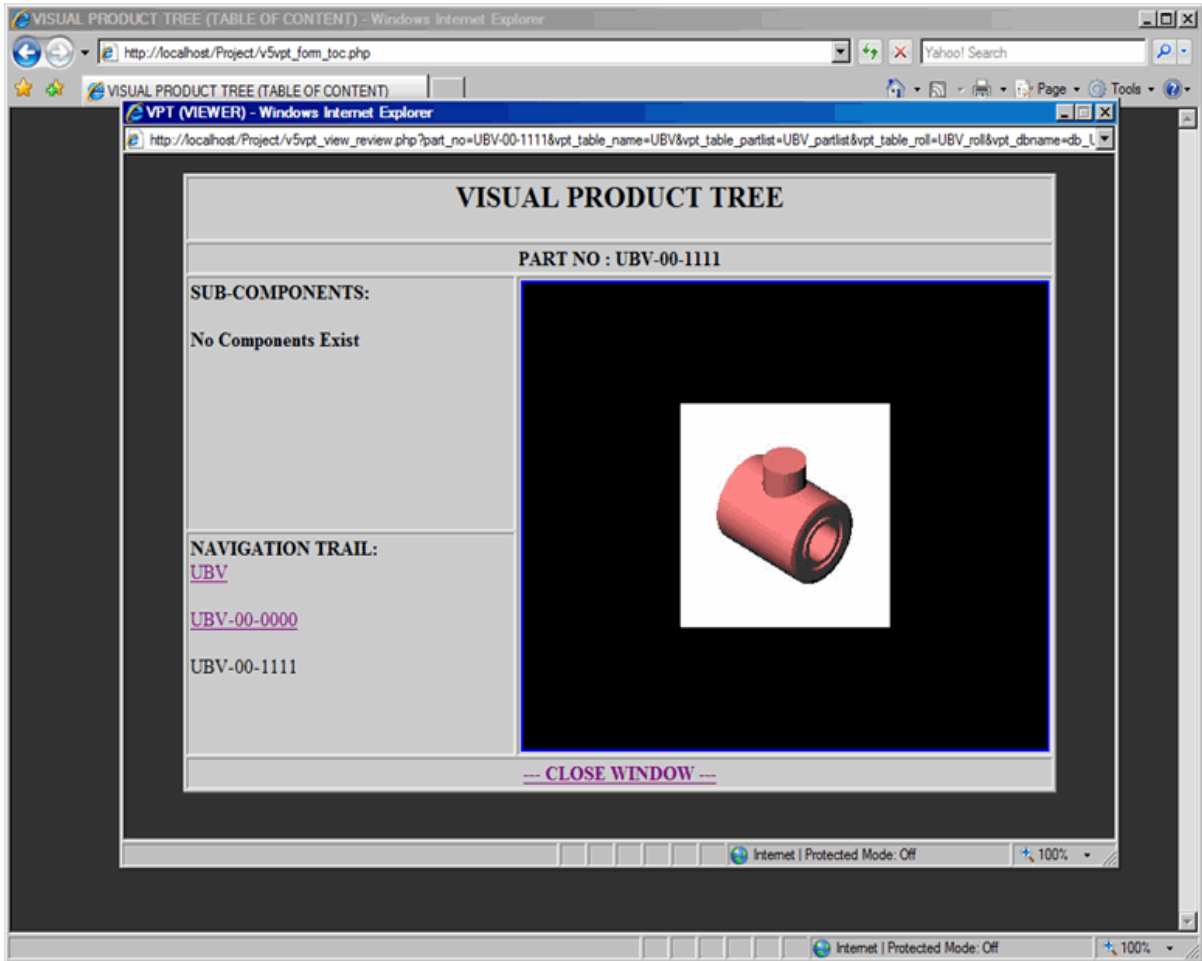 VISUAL PRODUCT TREE (TABLE OF CONTENT) - Windows Internet Explorer
http://localhost/Project/v5vpt_form_toc.php
Yahoo! Search
VISUAL PRODUCT TREE (TABLE OF CONTENT)
Page
Tools
VPT (VIEWER) - Windows Internet Explorer
http://localhost/Project/v5vpt_view_review.php?part_no=UBV-00-1111&vpt_table_name=UBV&vpt_table_partlist=UBV_partlist&vpt_table_roll=UBV_roll&vpt_dbname=db_U
VISUAL PRODUCT TREE
PART NO : UBV-00-1111
SUB-COMPONENTS:
No Components Exist
NAVIGATION TRAIL:
UBV
UBV-00-0000
UBV-00-1111
--- CLOSE WINDOW ---
Internet | Protected Mode: Off
100%
Internet | Protected Mode: Off
100%